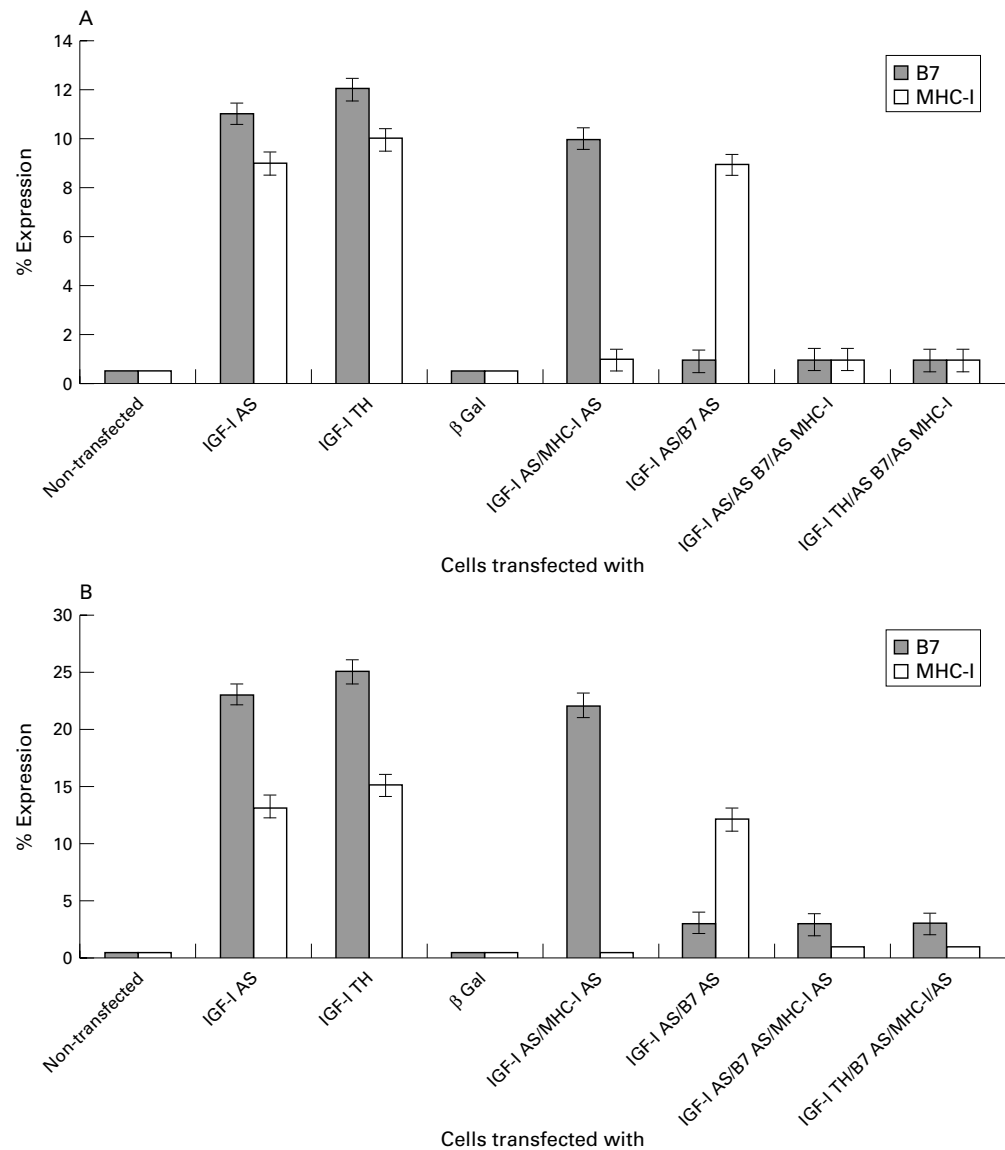 A
14
12
10
8
6
4
2
0
% Expression
B7
MHC-I
Non-transfected
IGF-I AS
IGF-I TH
β Gal
IGF-I AS/MHC-I AS
IGF-I AS/B7 AS
IGF-I AS/AS B7/AS MHC-I
IGF-I TH/AS B7/AS MHC-I
Cells transfected with
B
30
25
20
15
10
5
0
% Expression
B7
MHC-I
Non-transfected
IGF-I AS
IGF-I TH
β Gal
IGF-I AS/MHC-I AS
IGF-I AS/B7 AS
IGF-I AS/B7 AS/MHC-I AS
IGF-I TH/B7 AS/MHC-I/AS
Cells transfected with